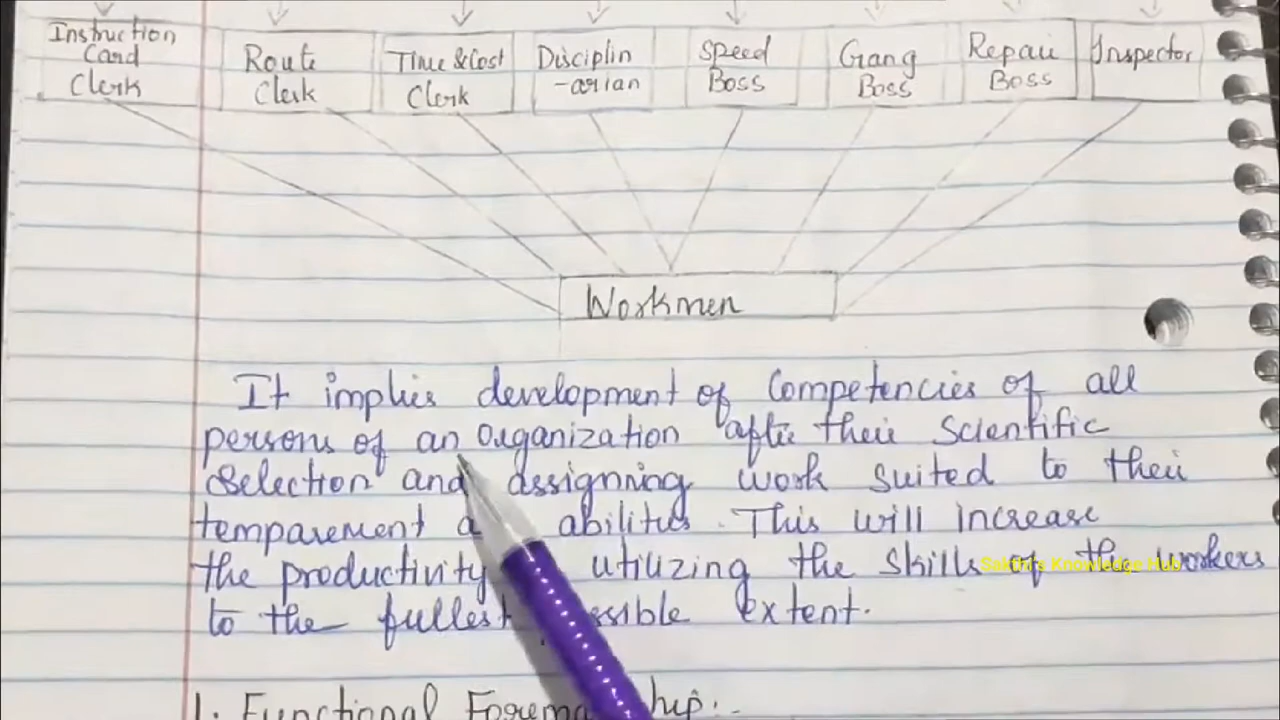 Instruction Card Clerk
Route Clerk
Time & Cost Clerk
Disciplin-arian
Speed Boss
Gang Boss
Repair Boss
Inspector
Workmen
It implies development of Competencies of all
persons of an Organization after their Scientific
Selection and assigning work suited to their
temparement abilities. This will increase
the productivity utilizing the skills of the workers
to the fullest extent.
Sakthi's Knowledge Hub
1. Functional